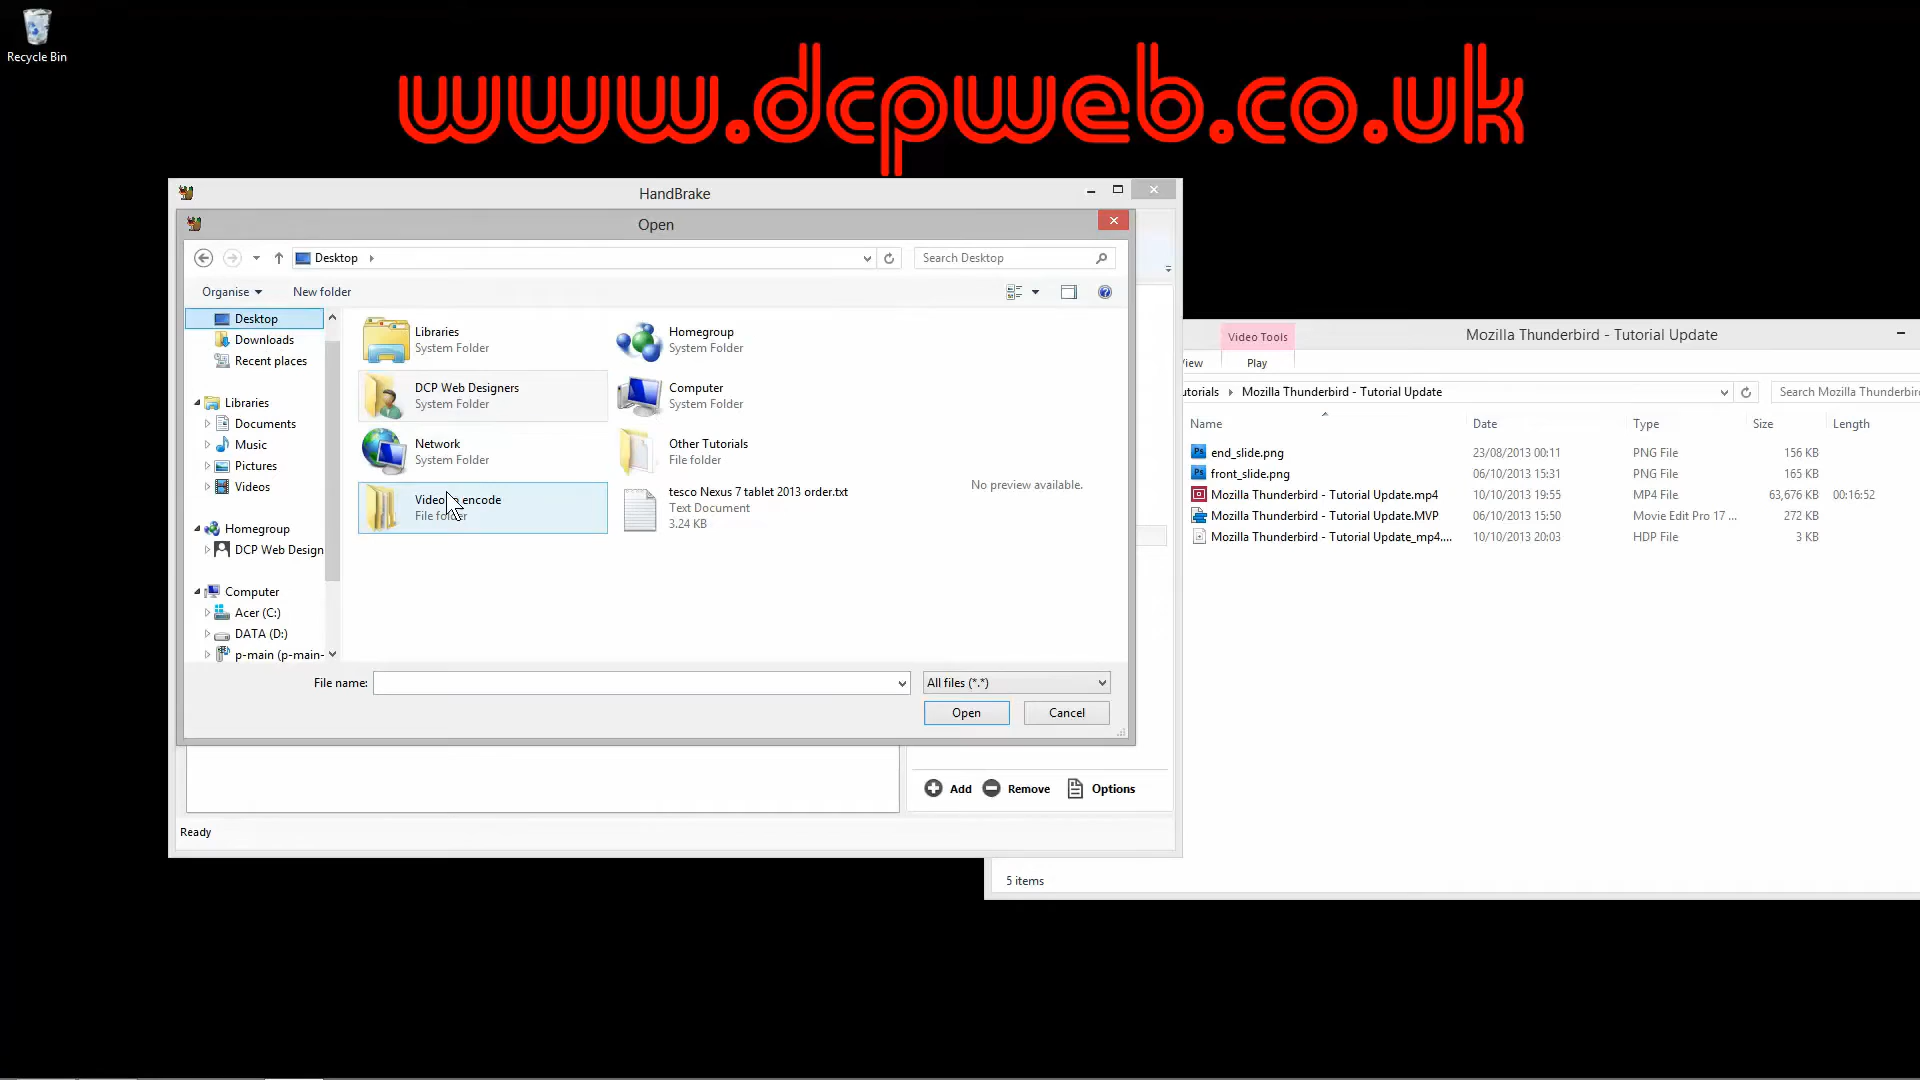 Recycle Bin
www.dcpweb.co.uk
HandBrake
Open
Desktop
Search Desktop
Organise
New folder
Desktop
Downloads
Recent places
Libraries
Documents
Music
Pictures
Videos
Homegroup
DCP Web Design
Computer
Acer (C:)
DATA (D:)
p-main (p-main-
Libraries
System Folder
Homegroup
System Folder
DCP Web Designers
System Folder
Computer
System Folder
Network
System Folder
Other Tutorials
File folder
Video encode
File folder
tesco Nexus 7 tablet 2013 order.txt
Text Document
3.24 KB
No preview available.
File name:
All files (*.*)
Open
Cancel
Add
Remove
Options
Ready
Video Tools
Mozilla Thunderbird - Tutorial Update
View
Play
utorials
Mozilla Thunderbird - Tutorial Update
Search Mozilla Thunderbir
Name Date Type Size Length
end_slide.png 23/08/2013 00:11 PNG File 156 KB
front_slide.png 06/10/2013 15:31 PNG File 165 KB
Mozilla Thunderbird - Tutorial Update.mp4 10/10/2013 19:55 MP4 File 63,676 KB 00:16:52
Mozilla Thunderbird - Tutorial Update.MVP 06/10/2013 15:50 Movie Edit Pro 17 ... 272 KB
Mozilla Thunderbird - Tutorial Update_mp4.... 10/10/2013 20:03 HDP File 3 KB
5 items